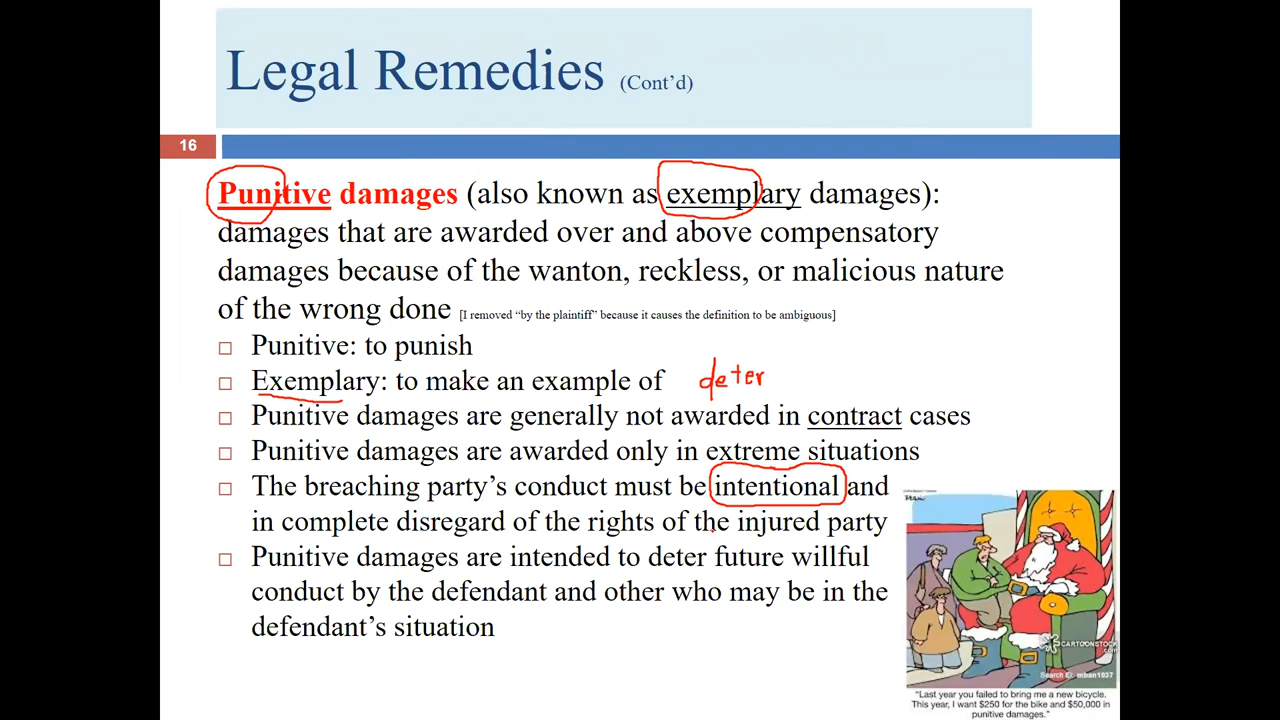 Legal Remedies (Cont'd)
16
Punitive damages (also known as exemplary damages):
damages that are awarded over and above compensatory
damages because of the wanton, reckless, or malicious nature
of the wrong done [I removed “by the plaintiff” because it causes the definition to be ambiguous]
□ Punitive: to punish
□ Exemplary: to make an example of deter
□ Punitive damages are generally not awarded in contract cases
□ Punitive damages are awarded only in extreme situations
□ The breaching party's conduct must be intentional and
in complete disregard of the rights of the injured party
□ Punitive damages are intended to deter future willful
conduct by the defendant and other who may be in the
defendant's situation
CARTOONSTOCK
.com
Search ID: mban1037
"Last year you failed to bring me a new bicycle.
This year, I want $250 for the bike and $50,000 in
punitive damages."